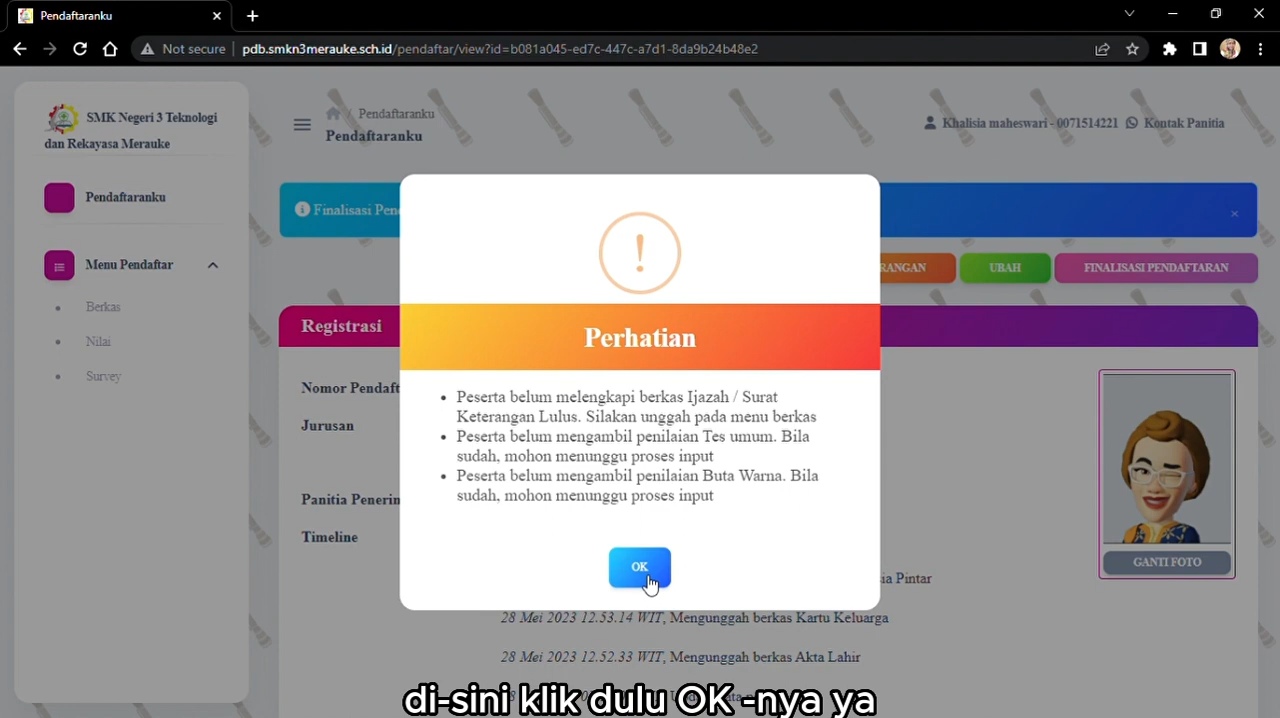 Pendaftaranku
Not secure
pdb.smkn3merauke.sch.id/pendaftar/view?id=b081a045-ed7c-447c-a7d1-8da9b24b48e2
SMK Negeri 3 Teknologi
dan Rekayasa Merauke
Pendaftaranku
Menu Pendaftar
Berkas
Nilai
Survey
/ Pendaftaranku
Pendaftaranku
Khalisia maheswari - 0071514221
Kontak Panitia
Finalisasi
UBAH
FINALISASI PENDAFTARAN
Registrasi
Perhatian
• Peserta belum melengkapi berkas Ijazah / Surat
Keterangan Lulus. Silakan unggah pada menu berkas
• Peserta belum mengambil penilaian Tes umum. Bila
sudah, mohon menunggu proses input
• Peserta belum mengambil penilaian Buta Warna. Bila
sudah, mohon menunggu proses input
OK
Nomor
Jurusan
Panitia
Timeline
GANTI FOTO
Pintar
28 Mei 2023 12.53.14 WIT, Mengunggah berkas Kartu Keluarga
28 Mei 2023 12.52.33 WIT, Mengunggah berkas Akta Lahir
di-sini klik dulu OK -nya ya